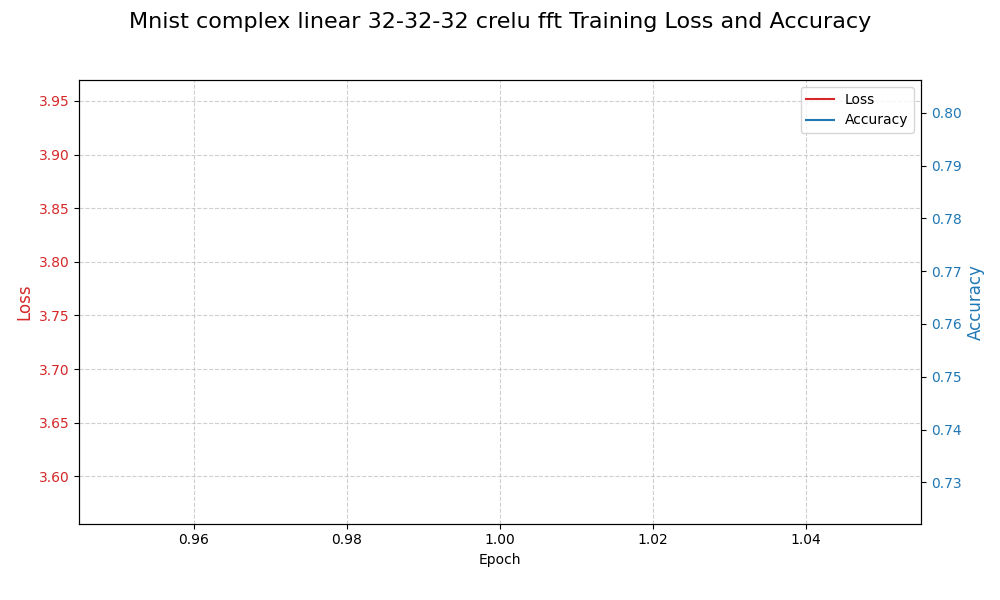 Mnist complex linear 32-32-32 crelu fft Training Loss and Accuracy
Loss
Accuracy
3.95
3.90
3.85
3.80
3.75
3.70
3.65
3.60
Loss
0.80
0.79
0.78
0.77
0.76
0.75
0.74
0.73
Accuracy
0.96 0.98 1.00 1.02 1.04
Epoch